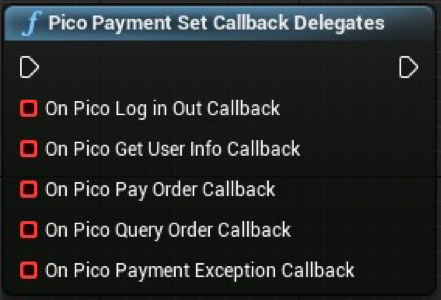 f Pico Payment Set Callback Delegates
On Pico Log in Out Callback
On Pico Get User Info Callback
On Pico Pay Order Callback
On Pico Query Order Callback
On Pico Payment Exception Callback